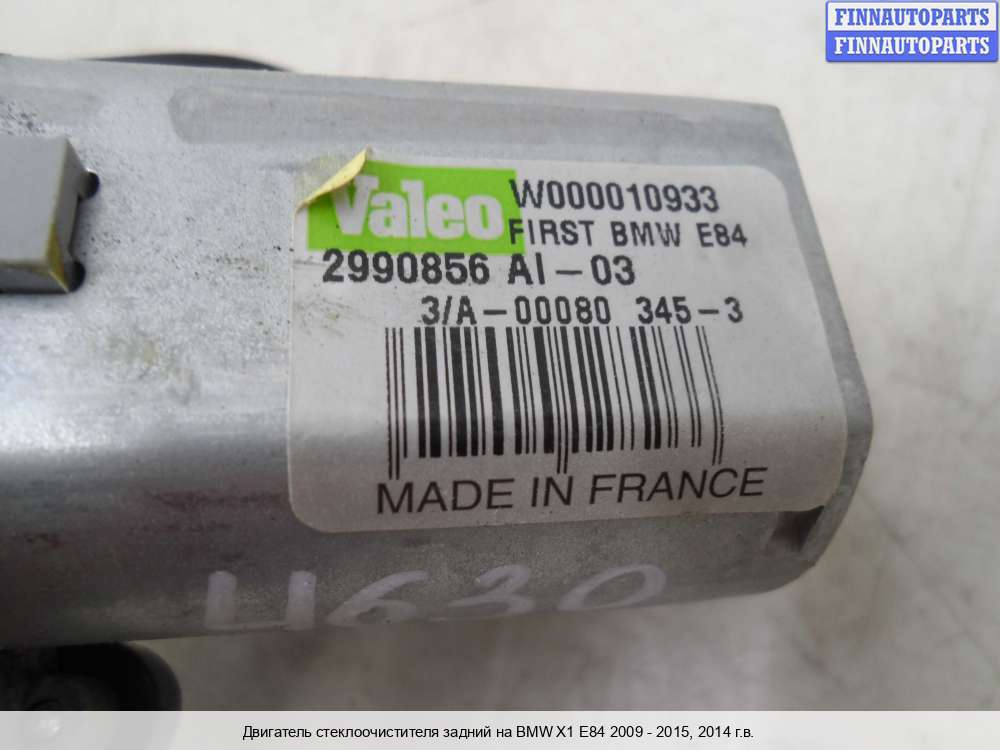 FINNAUTOPARTS
FINNAUTOPARTS
Valeo W000010933
FIRST BMW E84
2990856 AI-03
3/A-00080 345-3
MADE IN FRANCE
4630
Двигатель стеклоочистителя задний на BMW X1 E84 2009 - 2015, 2014 г.в.